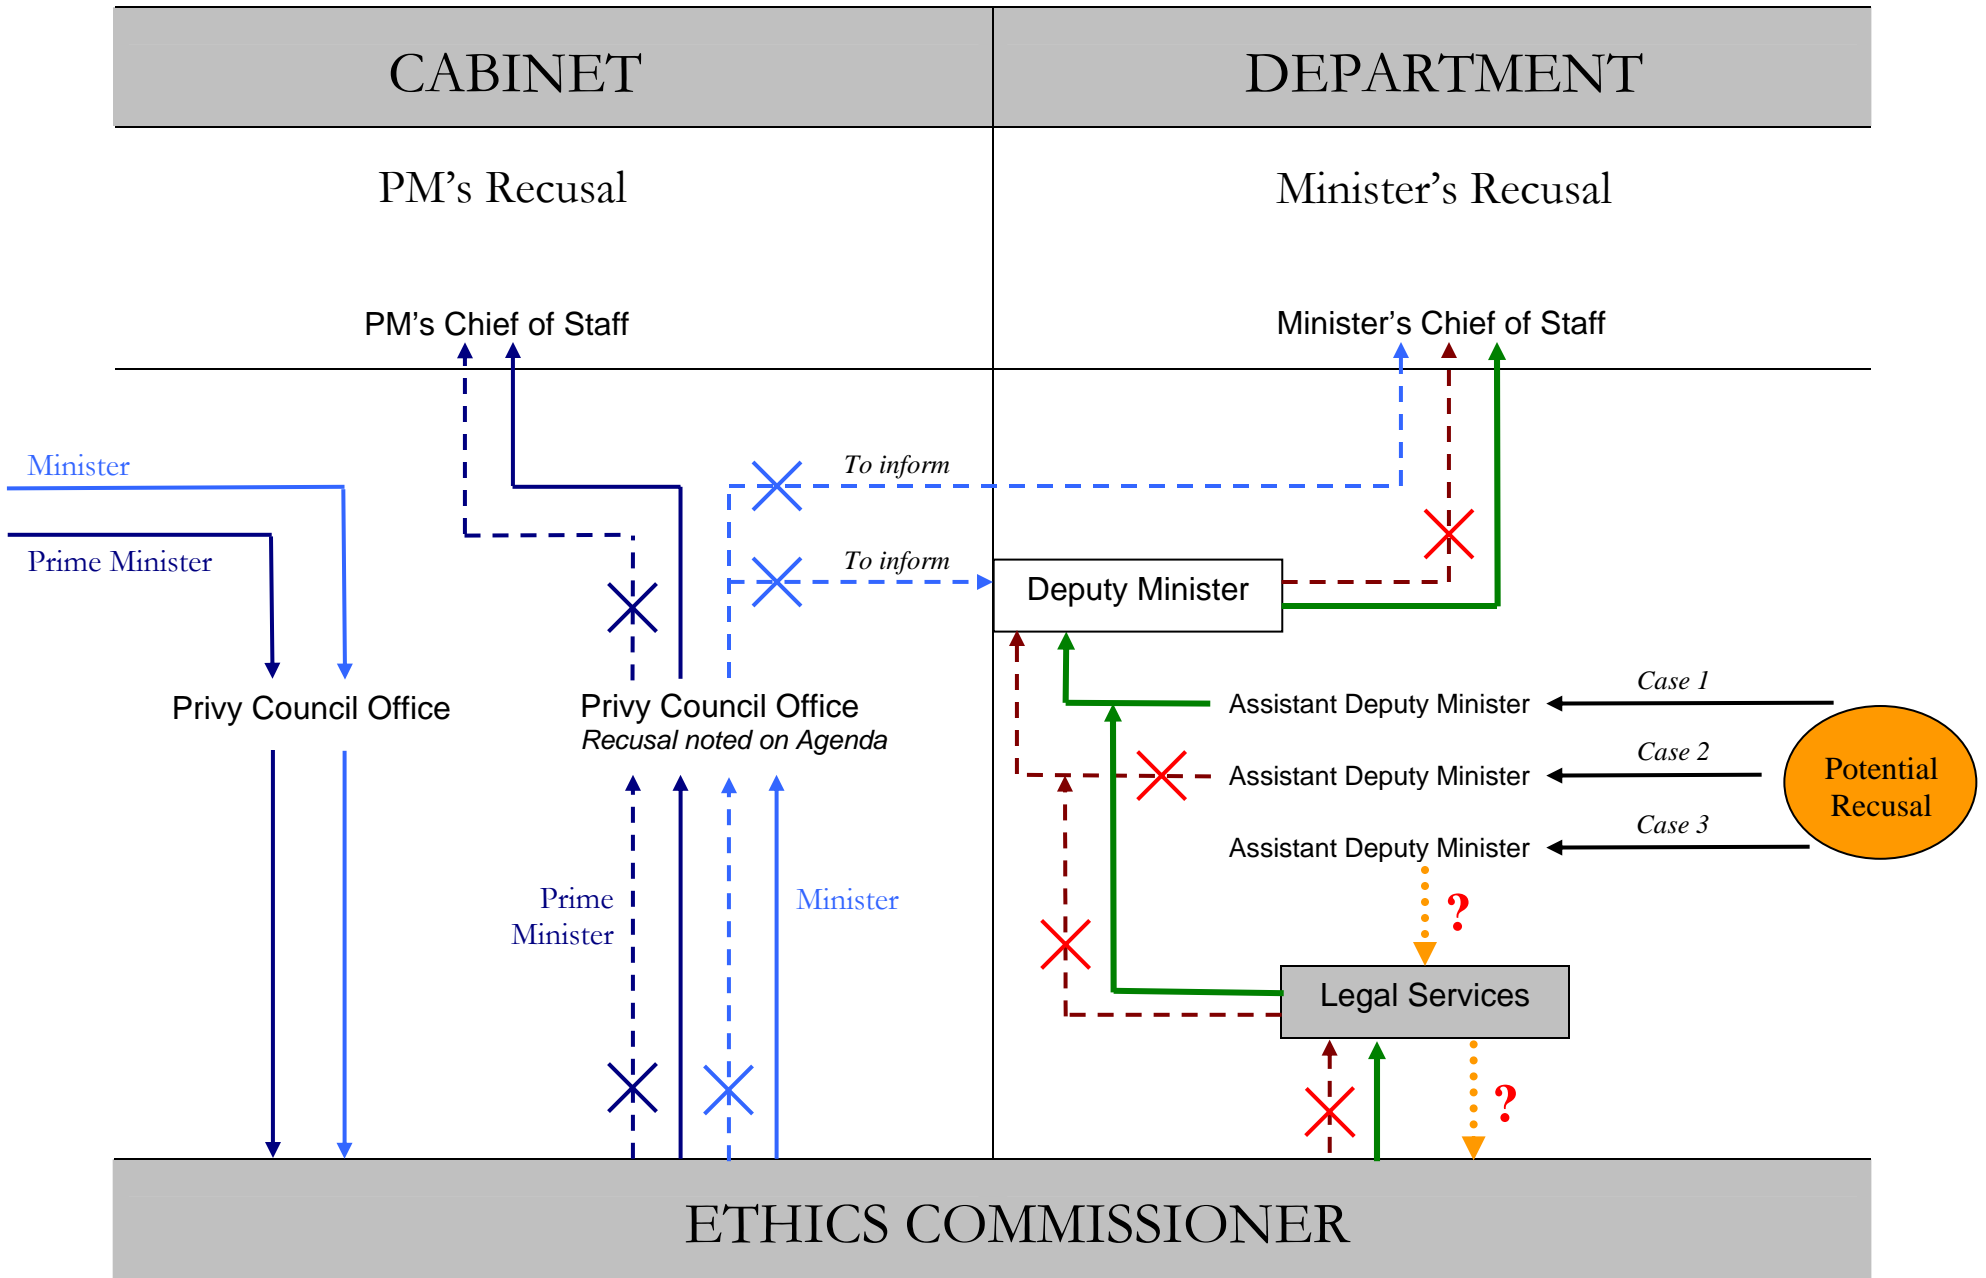 CABINET
DEPARTMENT
PM’s Recusal
Minister’s Recusal
PM’s Chief of Staff
Minister’s Chief of Staff
Minister
To inform
Prime Minister
To inform
Deputy Minister
Privy Council Office
Privy Council Office
Recusal noted on Agenda
Assistant Deputy Minister
Case 1
Assistant Deputy Minister
Case 2
Potential
Recusal
Assistant Deputy Minister
Case 3
Prime
Minister
Minister
?
Legal Services
?
ETHICS COMMISSIONER